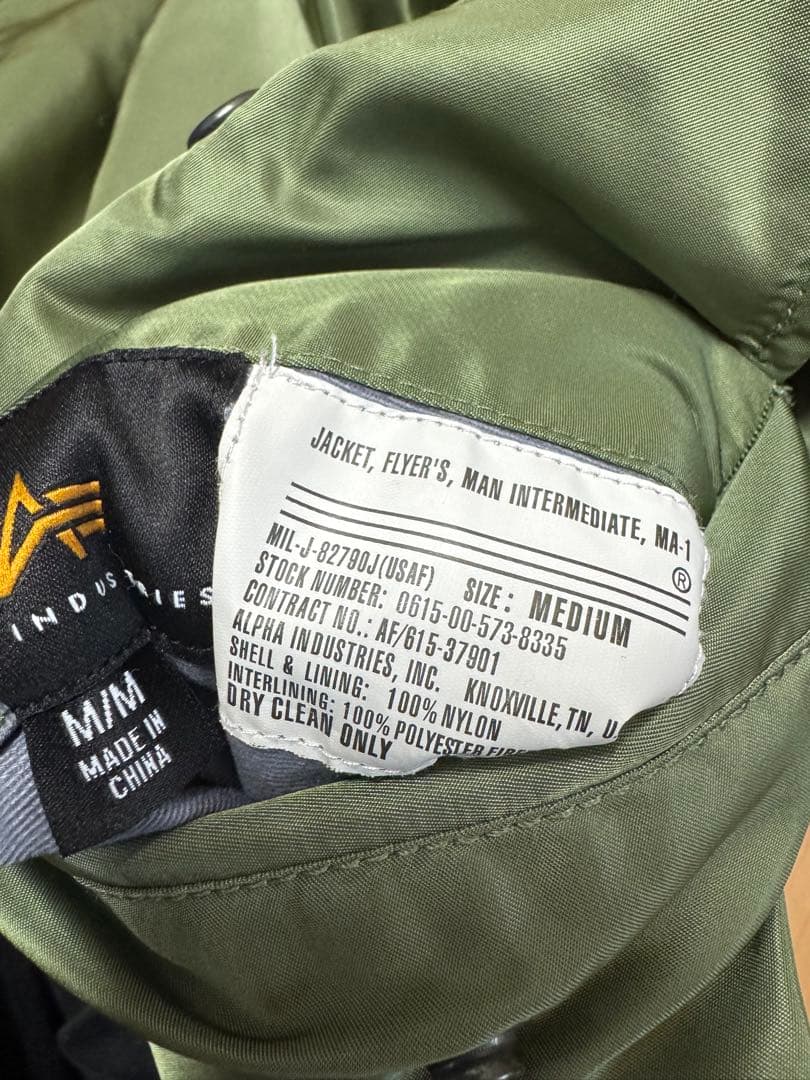 JACKET, FLYER'S, MAN INTERMEDIATE, MA-1
®
MIL-J-82790J(USAF) SIZE: MEDIUM
STOCK NUMBER: 0615-00-573-8335
CONTRACT NO.: AF/615-37901
ALPHA INDUSTRIES, INC. KNOXVILLE, TN, U
SHELL & LINING: 100% NYLON
INTERLINING: 100% POLYESTER
DRY CLEAN ONLY
INDUSTRIES
M/M
MADE IN
CHINA